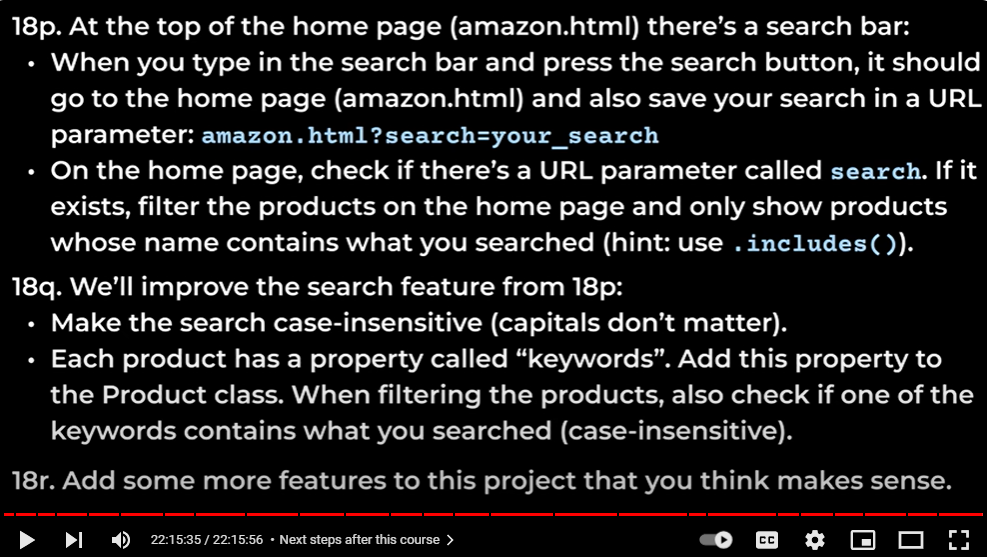 18p. At the top of the home page (amazon.html) there's a search bar:
• When you type in the search bar and press the search button, it should
go to the home page (amazon.html) and also save your search in a URL
parameter: amazon.html?search=your_search
• On the home page, check if there's a URL parameter called search. If it
exists, filter the products on the home page and only show products
whose name contains what you searched (hint: use .includes()).
18q. We'll improve the search feature from 18p:
• Make the search case-insensitive (capitals don't matter).
• Each product has a property called “keywords”. Add this property to
the Product class. When filtering the products, also check if one of the
keywords contains what you searched (case-insensitive).
18r. Add some more features to this project that you think makes sense.
22:15:35 / 22:15:56 • Next steps after this course
CC